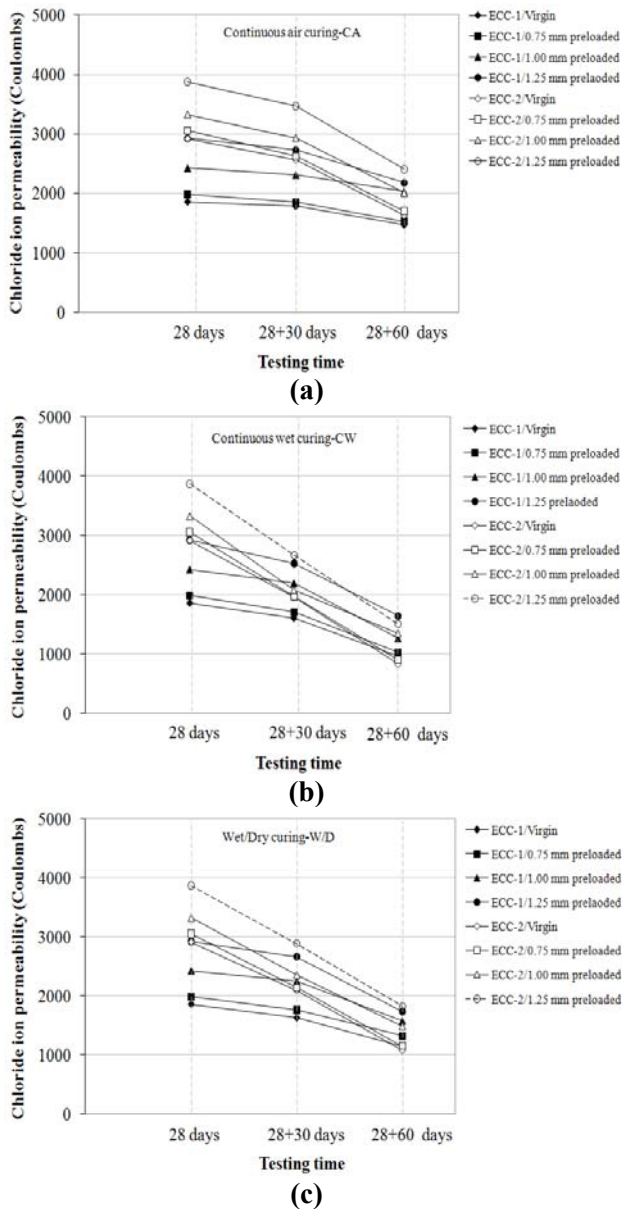 Continuous air curing-CA
5000
4000
3000
2000
1000
0
Chloride ion permeability (Coulombs)
28 days
28+30 days
28+60 days
Testing time
ECC-1/Virgin
ECC-1/0.75 mm preloaded
ECC-1/1.00 mm preloaded
ECC-1/1.25 mm prelaoded
ECC-2/Virgin
ECC-2/0.75 mm preloaded
ECC-2/1.00 mm preloaded
ECC-2/1.25 mm preloaded
(a)
Continuous wet curing-CW
5000
4000
3000
2000
1000
0
Chloride ion permeability (Coulombs)
28 days
28+30 days
28+60 days
Testing time
ECC-1/Virgin
ECC-1/0.75 mm preloaded
ECC-1/1.00 mm preloaded
ECC-1/1.25 prelaoded
ECC-2/Virgin
ECC-2/0.75 mm preloaded
ECC-2/1.00 mm preloaded
ECC-2/1.25 mm preloaded
(b)
Wet/Dry curing-W/D
5000
4000
3000
2000
1000
0
Chloride ion permeability (Coulombs)
28 days
28+30 days
28+60 days
Testing time
ECC-1/Virgin
ECC-1/0.75 mm preloaded
ECC-1/1.00 mm preloaded
ECC-1/1.25 mm prelaoded
ECC-2/Virgin
ECC-2/0.75 mm preloaded
ECC-2/1.00 mm preloaded
ECC-2/1.25 mm preloaded
(c)